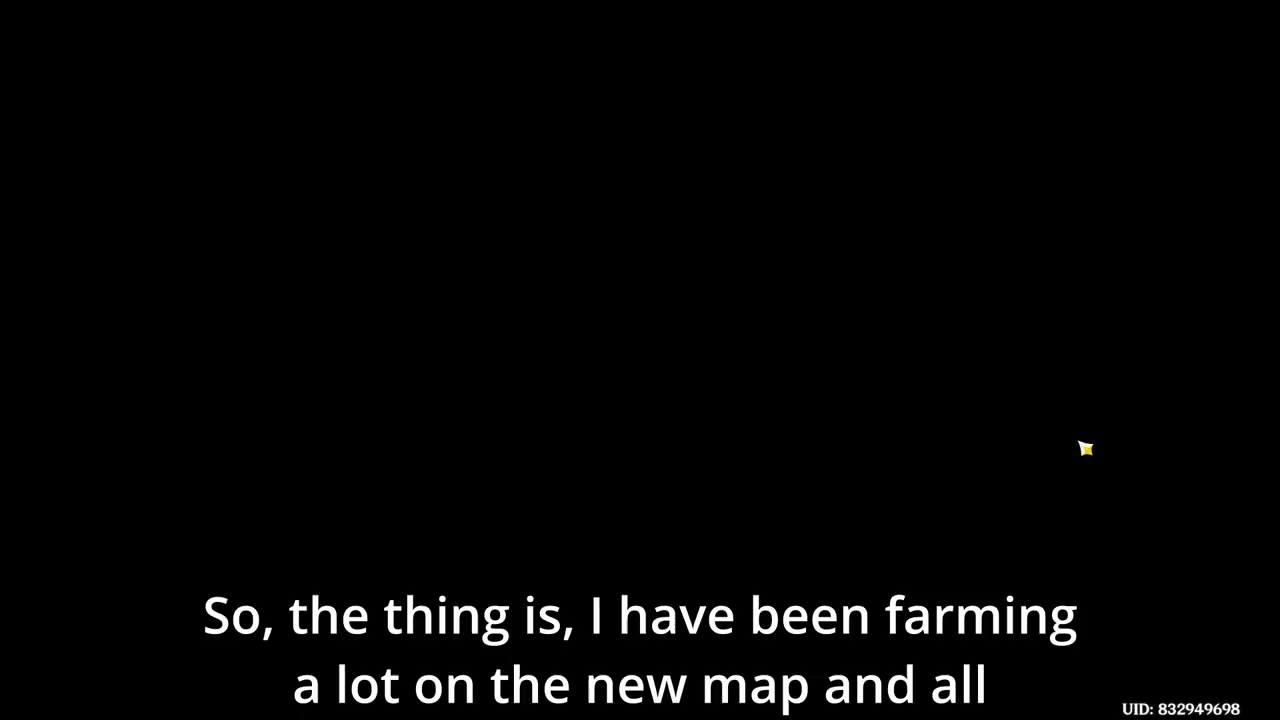 So, the thing is, I have been farming
a lot on the new map and all
UID: 832949698